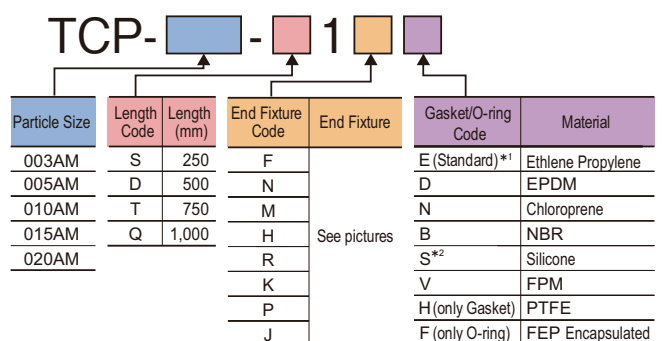 TCP- - 1
Particle Size Length Code Length (mm) End Fixture Code End Fixture Gasket/O-ring Code Material
003AM S 250 F See pictures E (Standard)*1 Ethlene Propylene
005AM D 500 N D EPDM
010AM T 750 M N Chloroprene
015AM Q 1,000 H B NBR
020AM R S*2 Silicone
K V FPM
P H (only Gasket) PTFE
J F (only O-ring) FEP Encapsulated